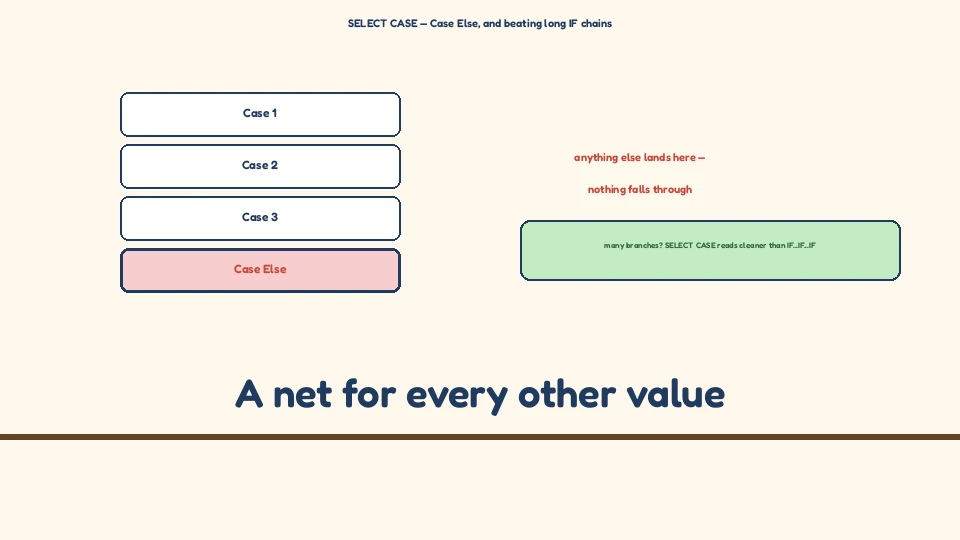 SELECT CASE — Case Else, and beating long IF chains
Case 1
Case 2
Case 3
Case Else
anything else lands here —
nothing falls through
many branches? SELECT CASE reads cleaner than IF…IF…IF
A net for every other value